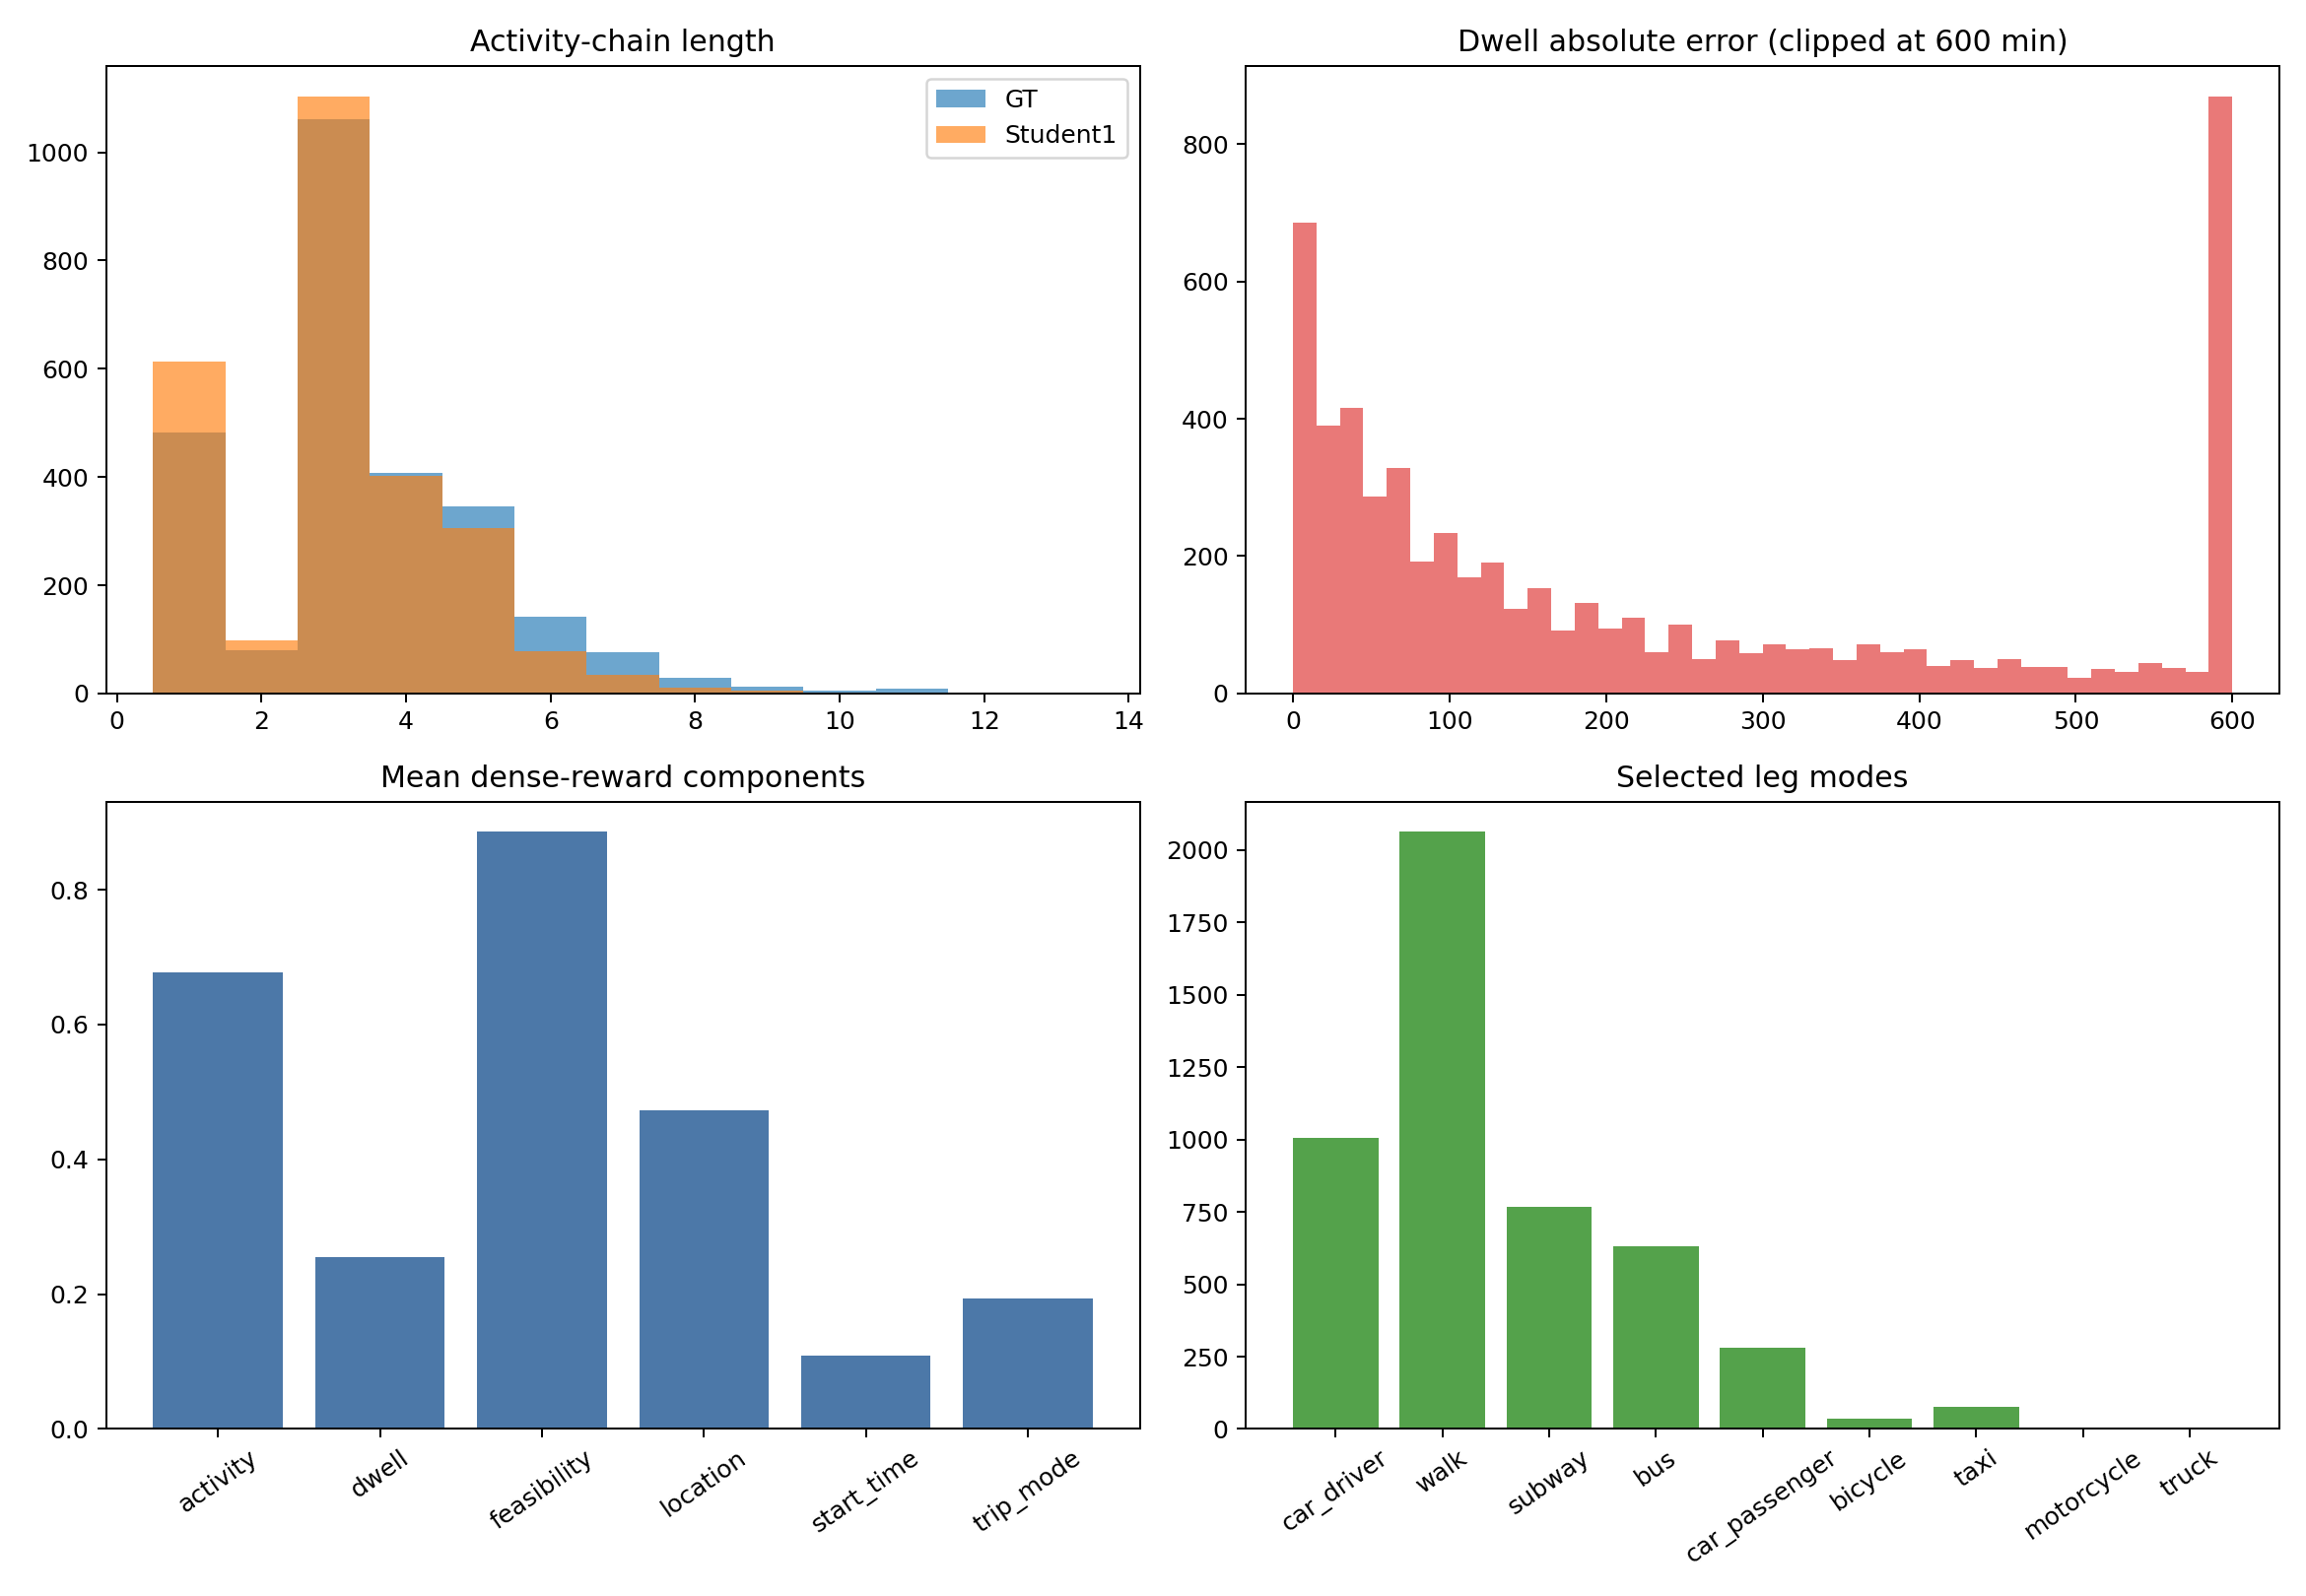 Activity-chain length
GT
Student1
1000
800
600
400
200
0
0 2 4 6 8 10 12 14
Dwell absolute error (clipped at 600 min)
800
600
400
200
0
0 100 200 300 400 500 600
Mean dense-reward components
0.8
0.6
0.4
0.2
0.0
activity dwell feasibility location start_time trip_mode
Selected leg modes
2000
1750
1500
1250
1000
750
500
250
0
car_driver walk subway bus car_passenger bicycle taxi motorcycle truck